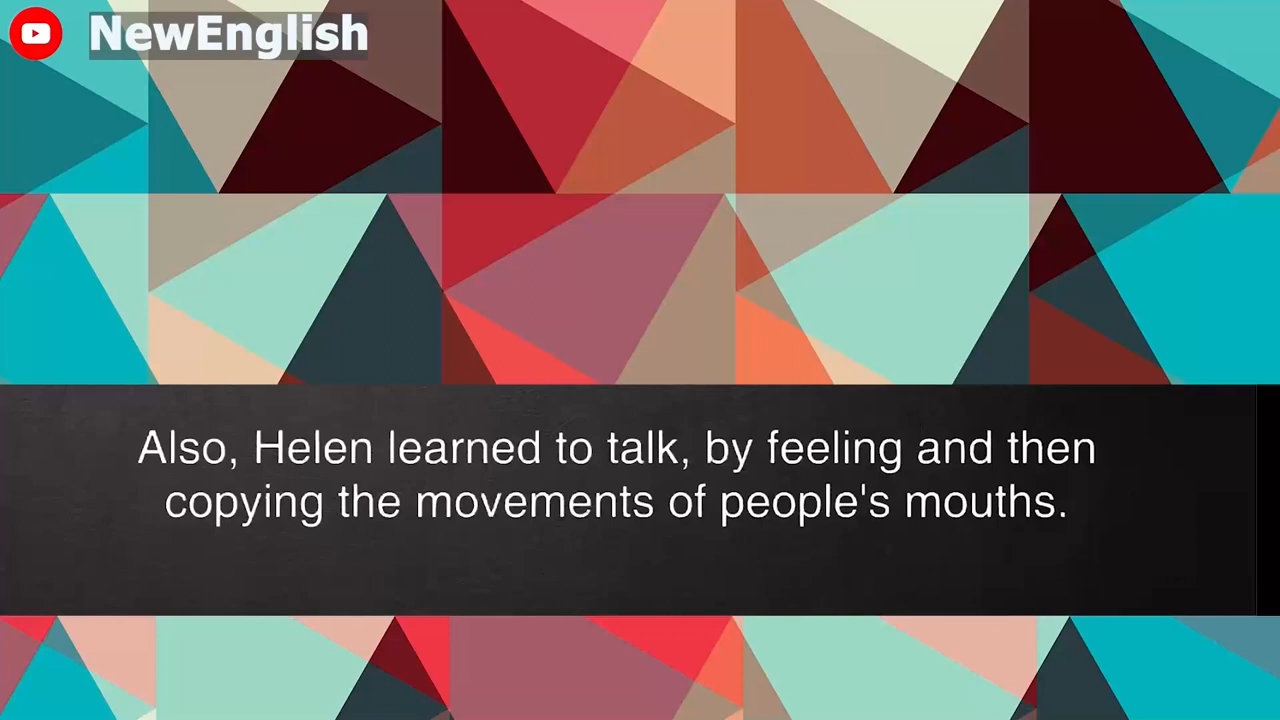 NewEnglish
Also, Helen learned to talk, by feeling and then
copying the movements of people's mouths.